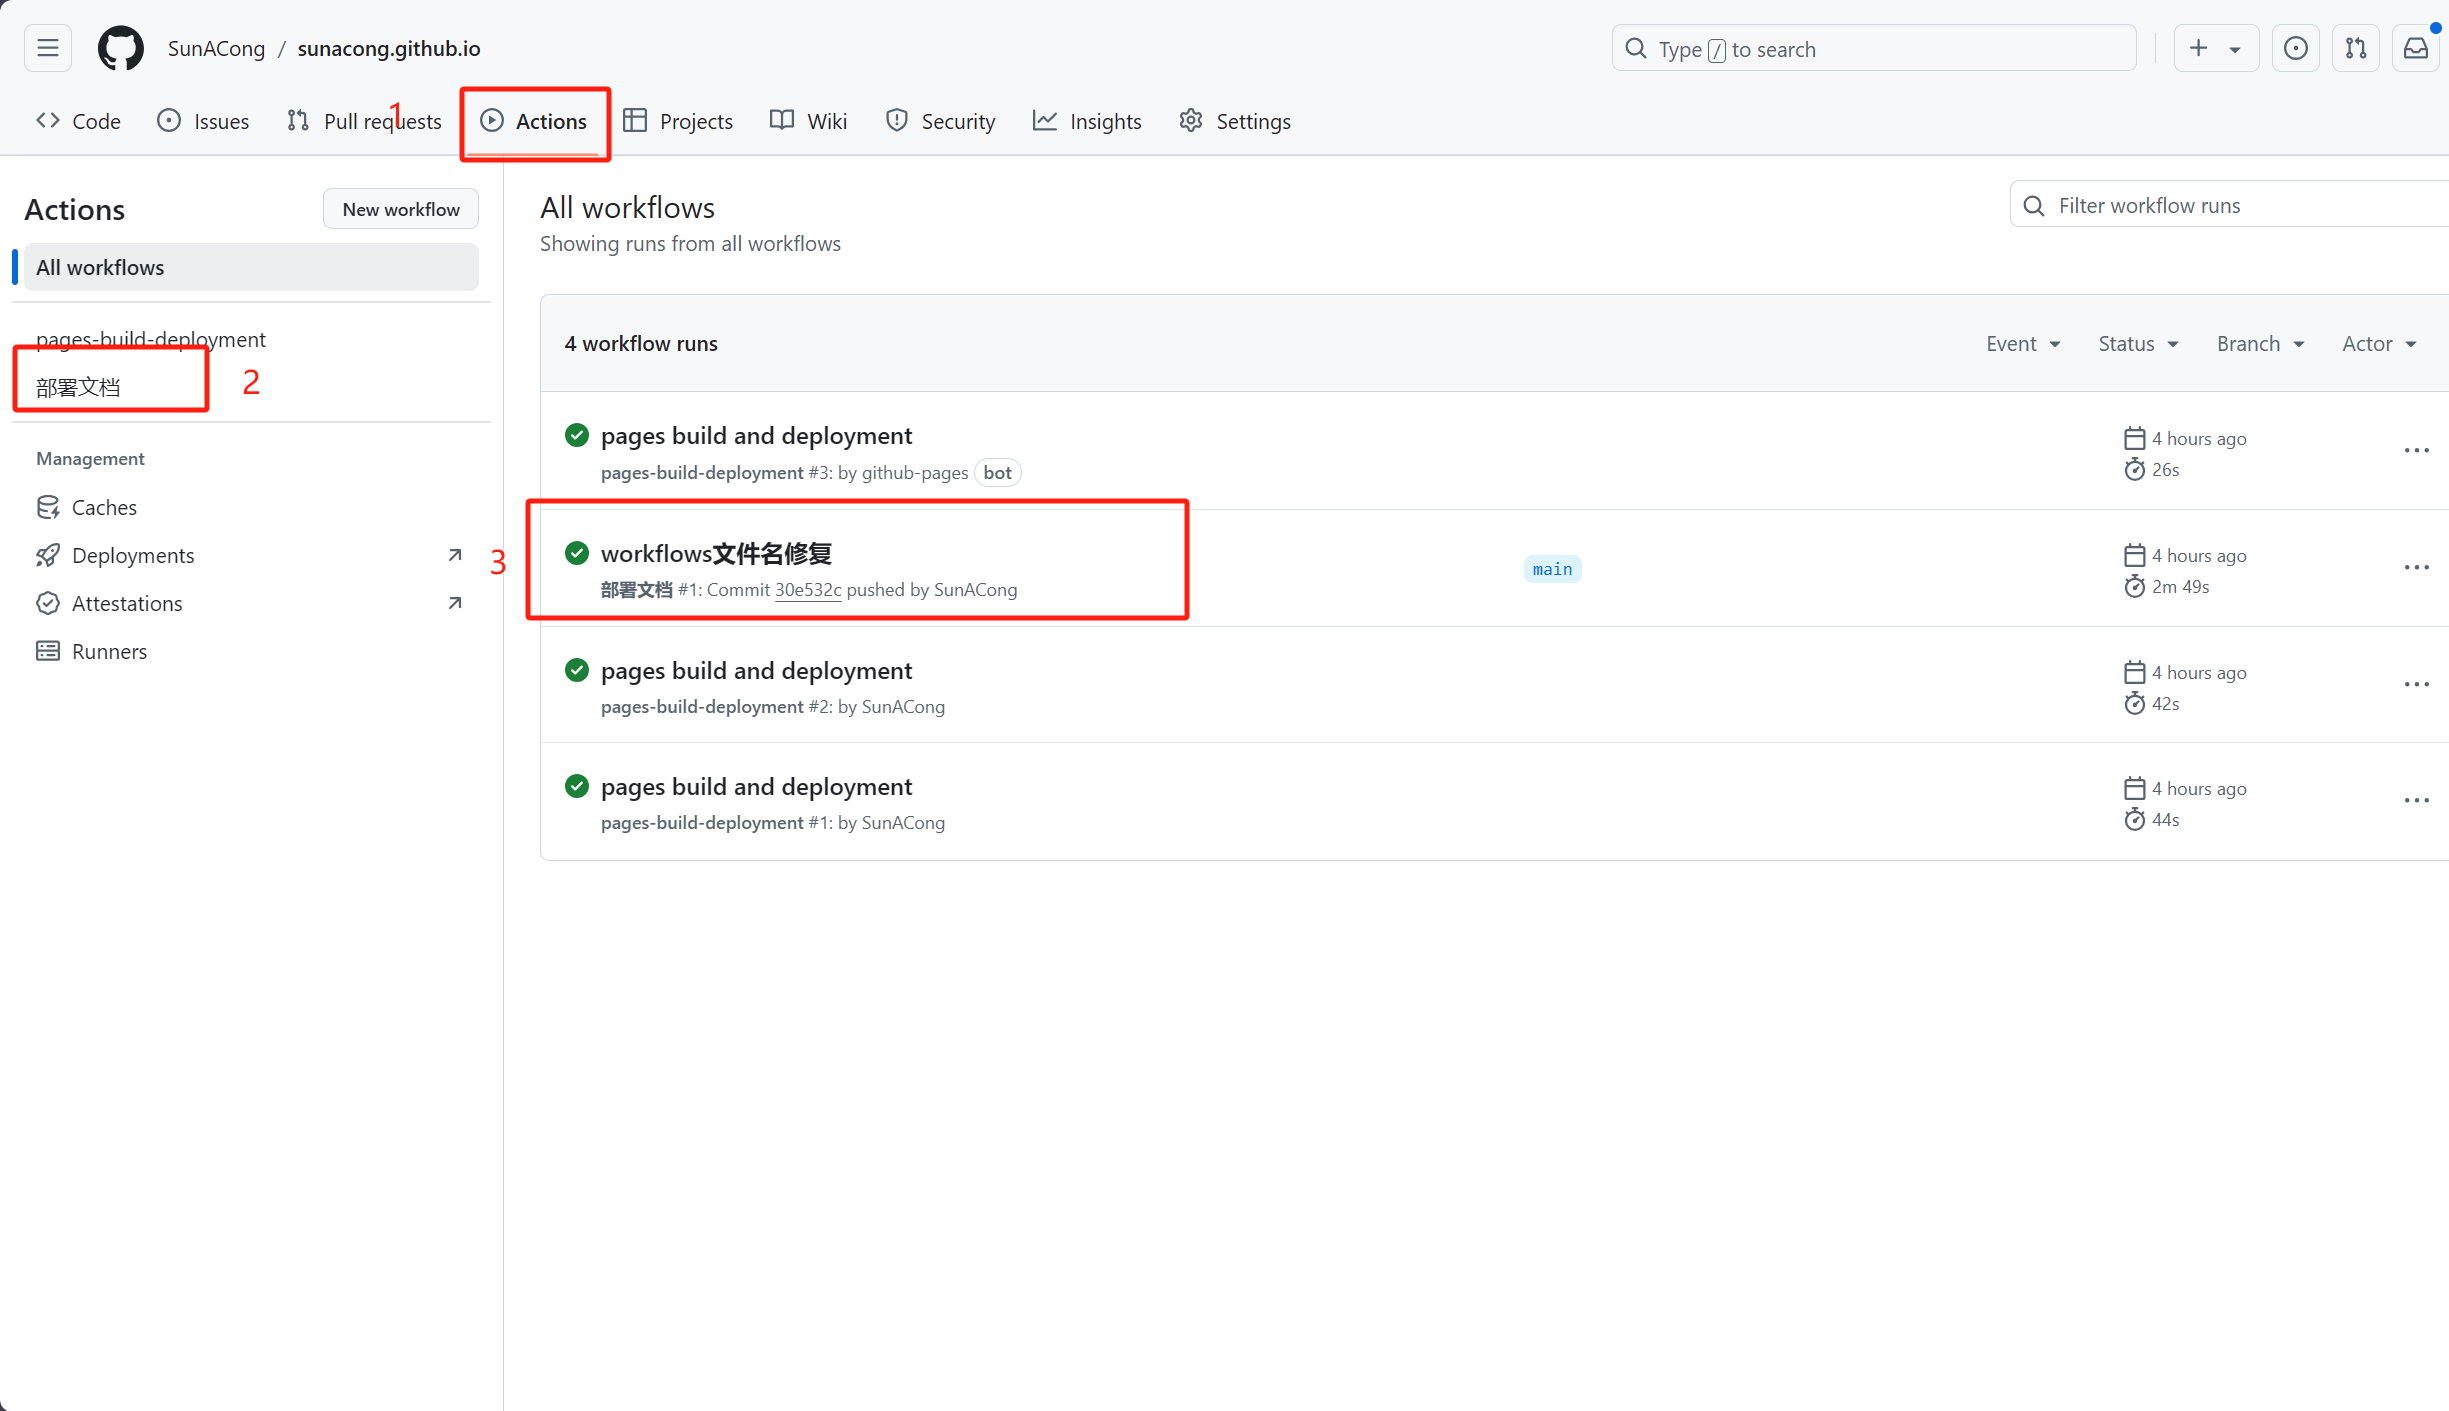 SunACong / sunacong.github.io
Type / to search
Code Issues Pull requests Actions Projects Wiki Security Insights Settings
1
Actions
New workflow
All workflows
pages-build-deployment
部署文档
2
Management
Caches
Deployments
Attestations
Runners
All workflows
Showing runs from all workflows
Filter workflow runs
4 workflow runs
Event Status Branch Actor
pages build and deployment
pages-build-deployment #3: by github-pages bot
4 hours ago
26s
3
workflows文件名修复
部署文档 #1: Commit 30e532c pushed by SunACong
main
4 hours ago
2m 49s
pages build and deployment
pages-build-deployment #2: by SunACong
4 hours ago
42s
pages build and deployment
pages-build-deployment #1: by SunACong
4 hours ago
44s